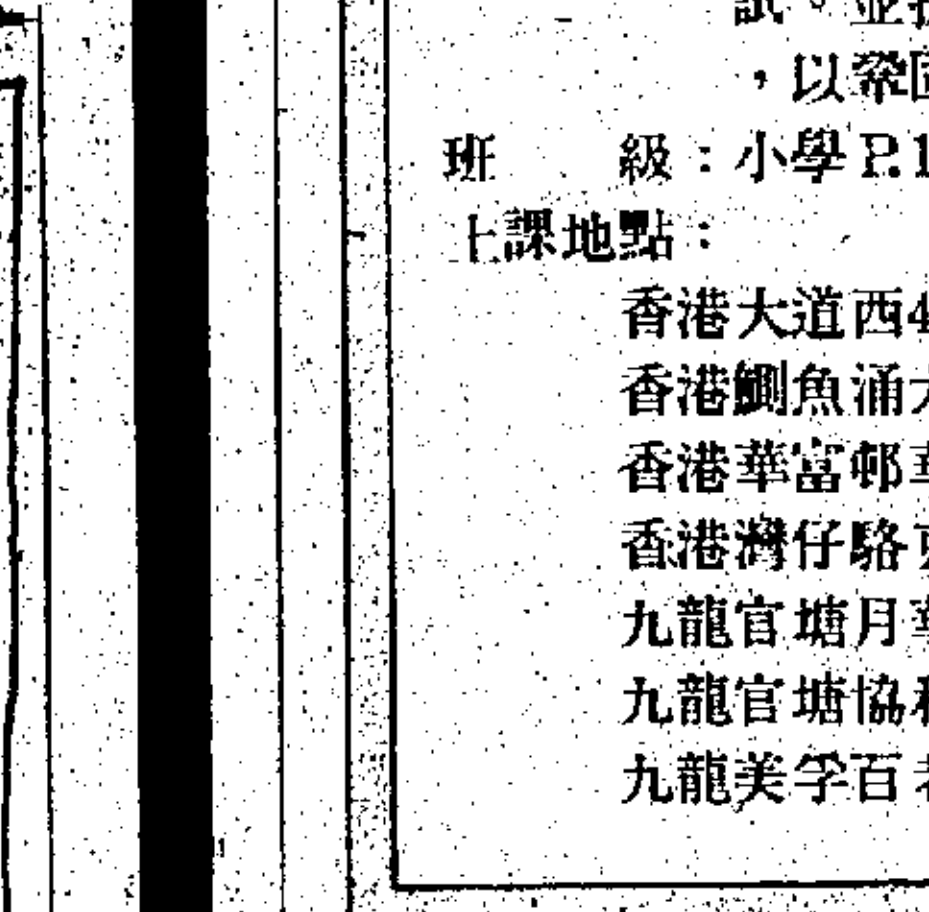 試。並
，以鞏
班　　級：小學 P.1
上課地點：
香港大道西4
香港鰂魚涌
香港華富邨
香港灣仔駱
九龍官塘月
九龍官塘協
九龍美孚百